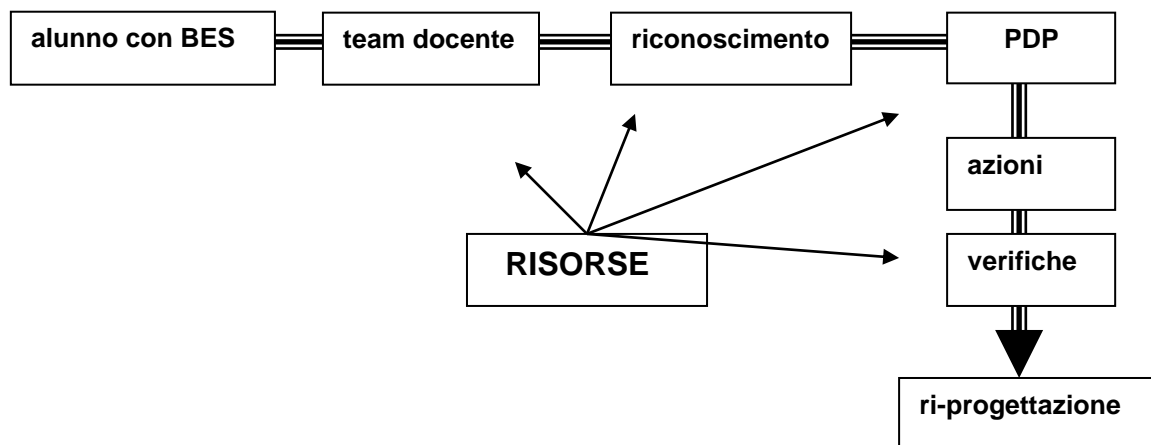 alunno con BES
team docente
riconoscimento
PDP
azioni
RISORSE
verifiche
ri-progettazione